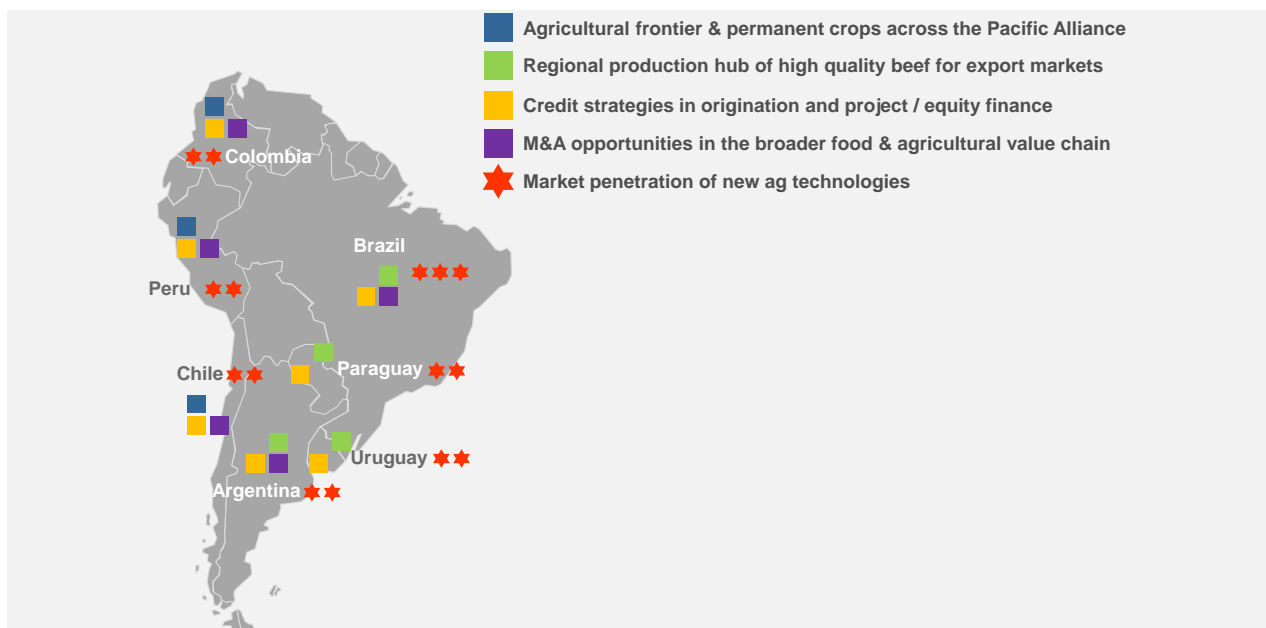 Agricultural frontier & permanent crops across the Pacific Alliance
Regional production hub of high quality beef for export markets
Credit strategies in origination and project / equity finance
M&A opportunities in the broader food & agricultural value chain
Market penetration of new ag technologies
Colombia
Brazil
Peru
Chile
Paraguay
Uruguay
Argentina